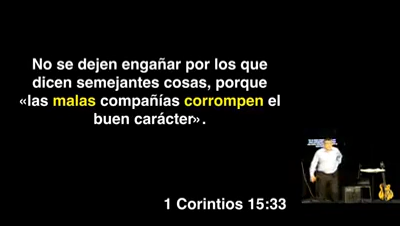 No se dejen engañar por los que
dicen semejantes cosas, porque
«las malas compañías corrompen el
buen carácter».
1 Corintios 15:33